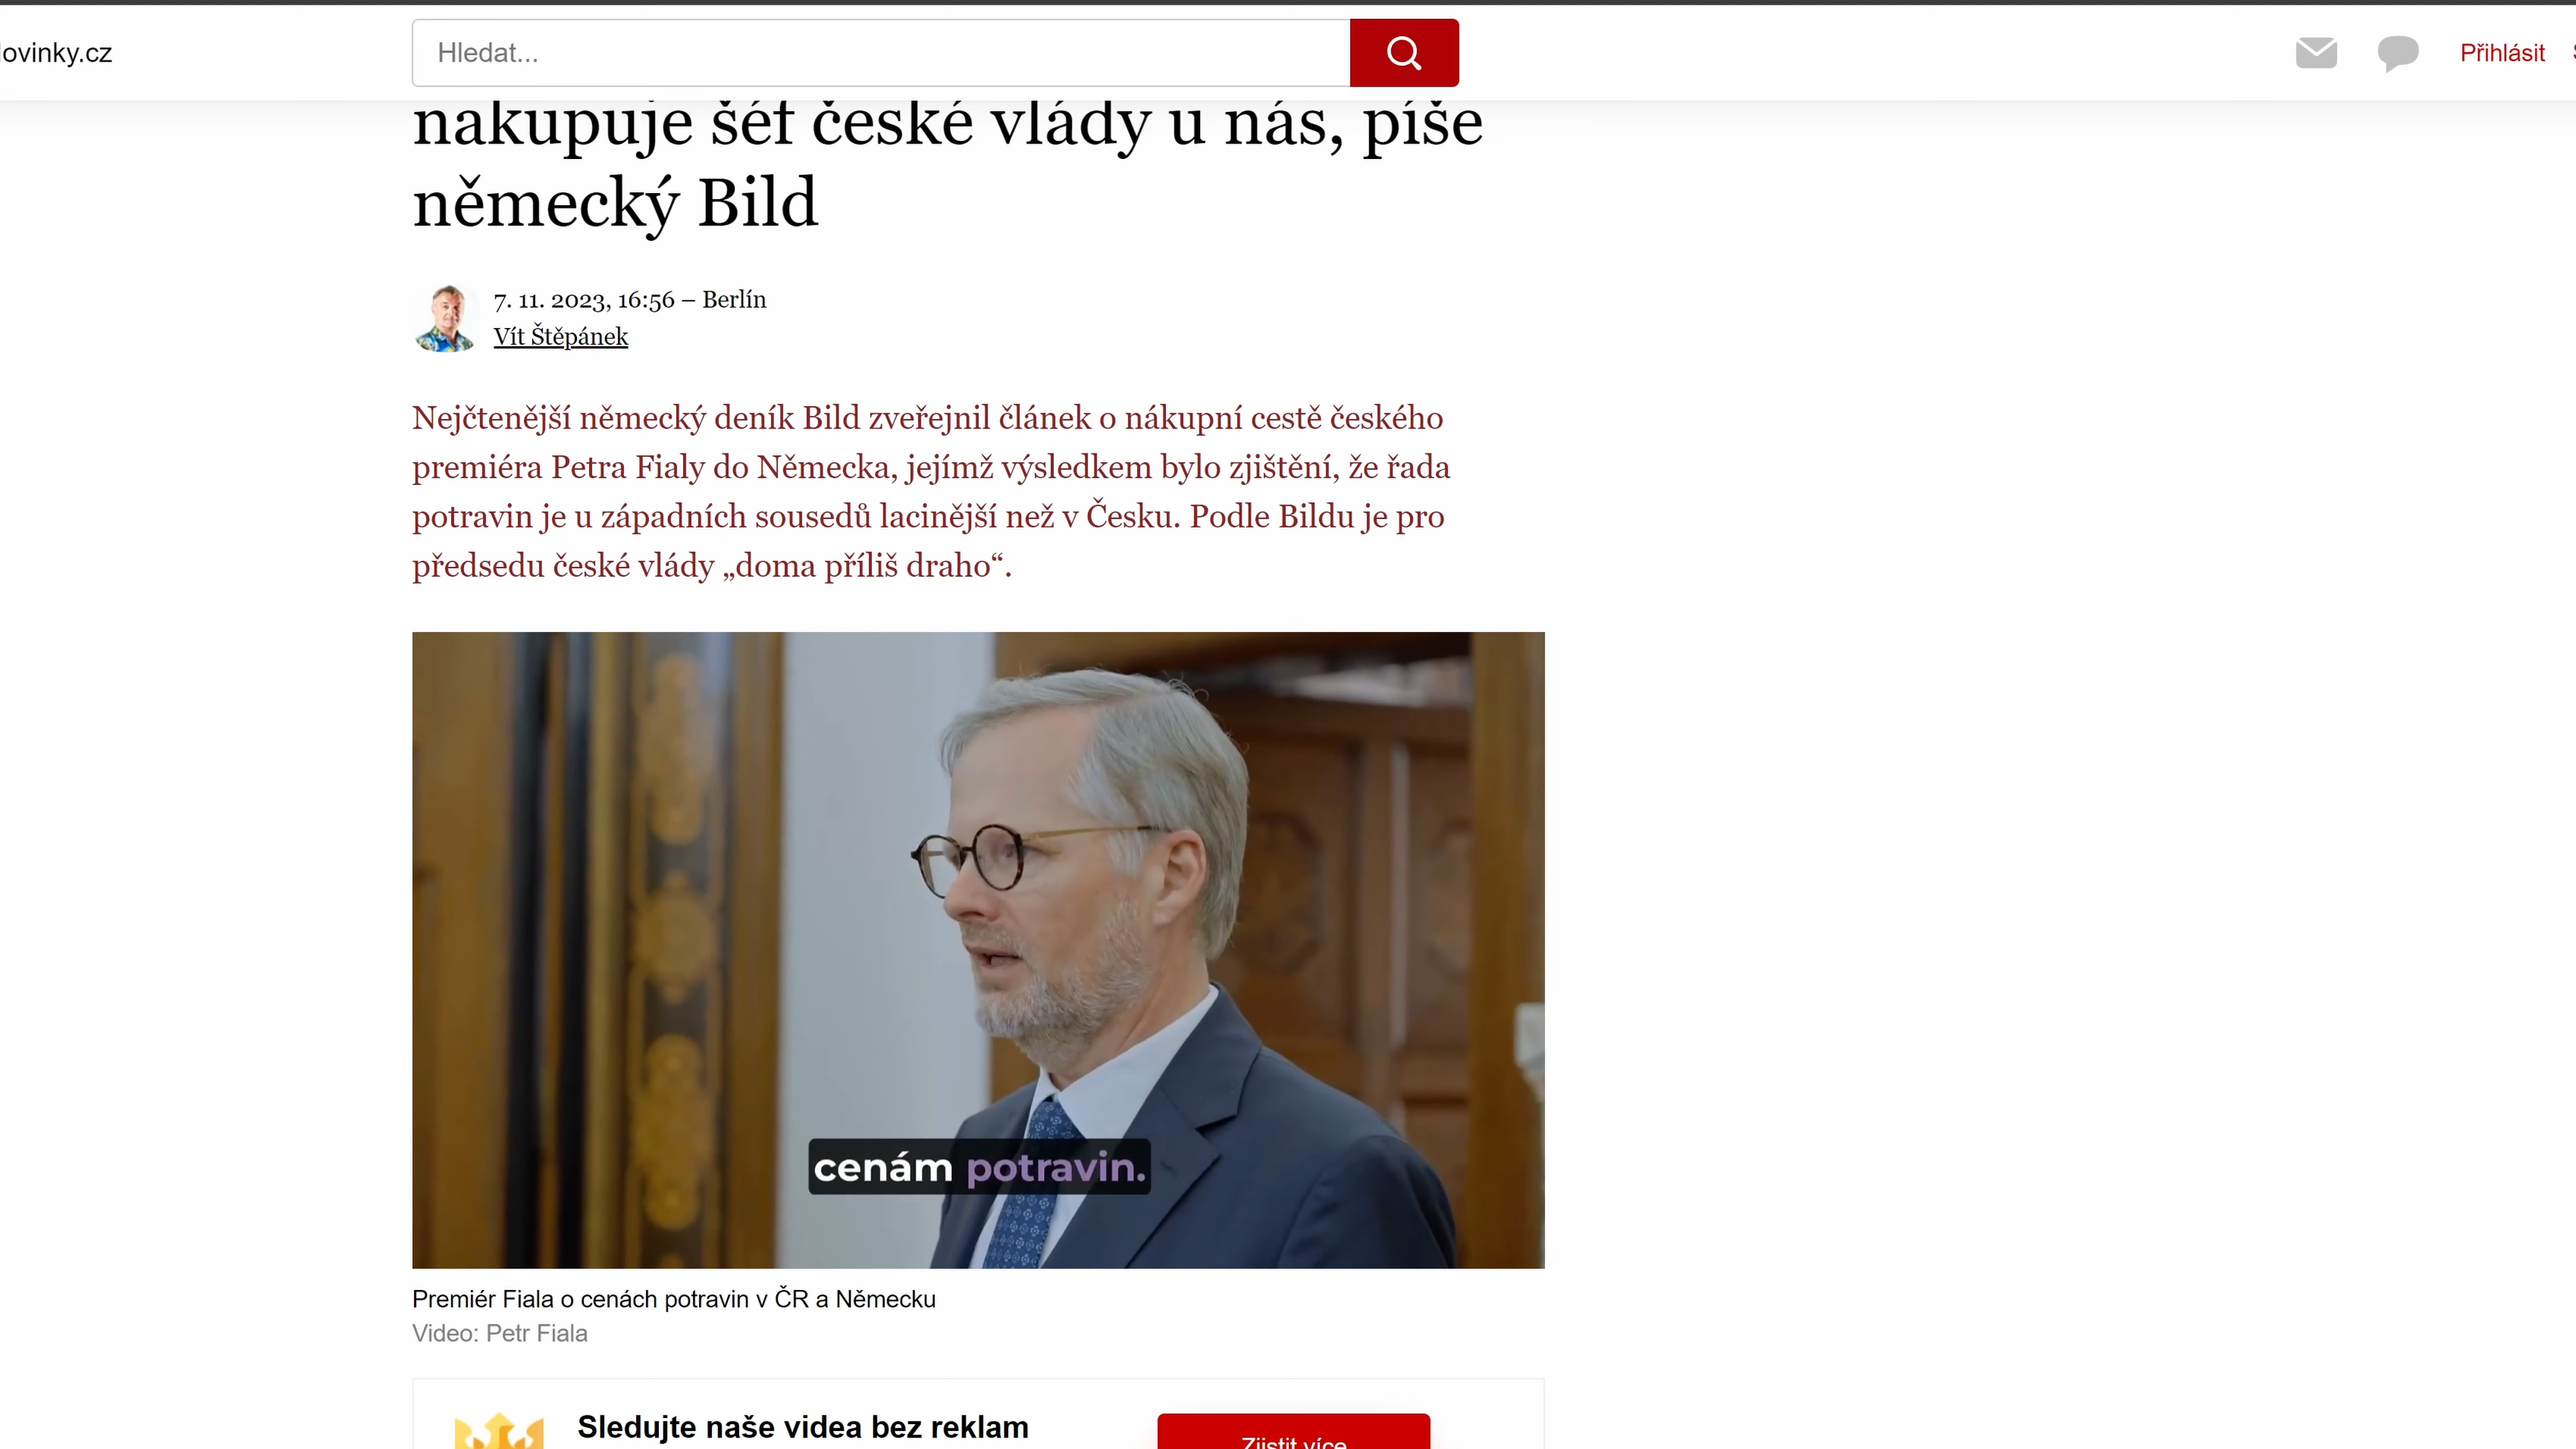 ovinky.cz
Hledat...
Přihlásit
nakupuje šéf české vlády u nás, píše
německý Bild
7. 11. 2023, 16:56 – Berlín
Vít Štěpánek
Nejčtenější německý deník Bild zveřejnil článek o nákupní cestě českého
premiéra Petra Fialy do Německa, jejímž výsledkem bylo zjištění, že řada
potravin je u západních sousedů lacinější než v Česku. Podle Bildu je pro
předsedu české vlády „doma příliš draho“.
cenám potravin.
Premiér Fiala o cenách potravin v ČR a Německu
Video: Petr Fiala
Sledujte naše videa bez reklam
Zjistit více